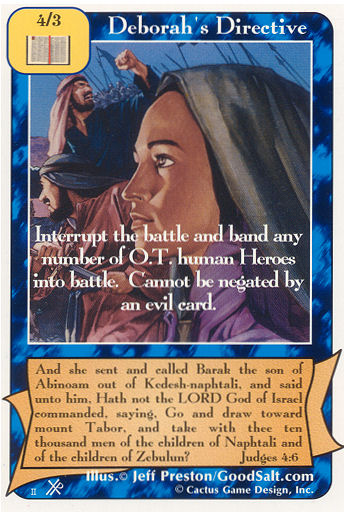 4/3
Deborah's Directive
Interrupt the battle and band any
number of O.T. human Heroes
into battle. Cannot be negated by
an evil card.
And she sent and called Barak the son of
Abinoam out of Kedesh-naphtali, and said
unto him, Hath not the LORD God of Israel
commanded, saying, Go and draw toward
mount Tabor, and take with thee ten
thousand men of the children of Naphtali and
of the children of Zebulun? Judges 4:6
Illus.© Jeff Preston/GoodSalt.com
II
© Cactus Game Design, Inc.